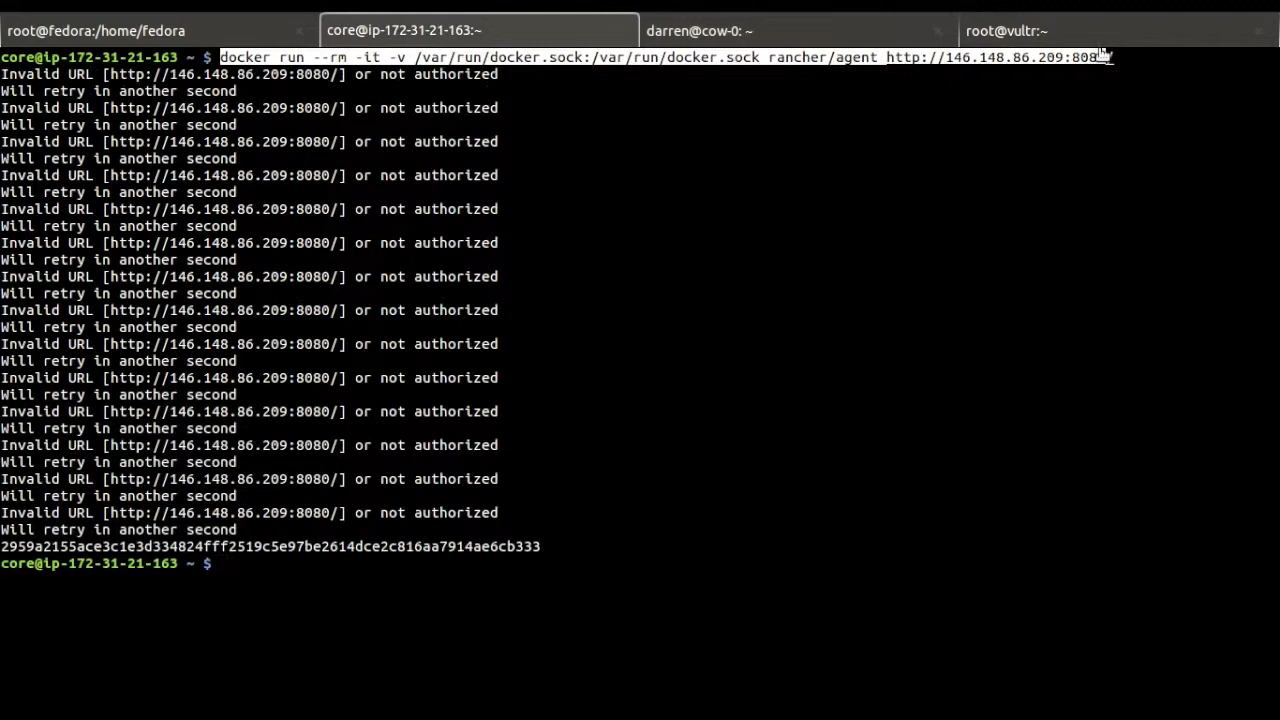 root@fedora:/home/fedora
core@ip-172-31-21-163:~
darren@cow-0: ~
root@vultr:~
core@ip-172-31-21-163 ~ $ docker run --rm -it -v /var/run/docker.sock:/var/run/docker.sock rancher/agent http://146.148.86.209:8080/
Invalid URL [http://146.148.86.209:8080/] or not authorized
Will retry in another second
Invalid URL [http://146.148.86.209:8080/] or not authorized
Will retry in another second
Invalid URL [http://146.148.86.209:8080/] or not authorized
Will retry in another second
Invalid URL [http://146.148.86.209:8080/] or not authorized
Will retry in another second
Invalid URL [http://146.148.86.209:8080/] or not authorized
Will retry in another second
Invalid URL [http://146.148.86.209:8080/] or not authorized
Will retry in another second
Invalid URL [http://146.148.86.209:8080/] or not authorized
Will retry in another second
Invalid URL [http://146.148.86.209:8080/] or not authorized
Will retry in another second
Invalid URL [http://146.148.86.209:8080/] or not authorized
Will retry in another second
Invalid URL [http://146.148.86.209:8080/] or not authorized
Will retry in another second
Invalid URL [http://146.148.86.209:8080/] or not authorized
Will retry in another second
Invalid URL [http://146.148.86.209:8080/] or not authorized
Will retry in another second
Invalid URL [http://146.148.86.209:8080/] or not authorized
Will retry in another second
Invalid URL [http://146.148.86.209:8080/] or not authorized
Will retry in another second
2959a2155ace3c1e3d334824fff2519c5e97be2614dce2c816aa7914ae6cb333
core@ip-172-31-21-163 ~ $